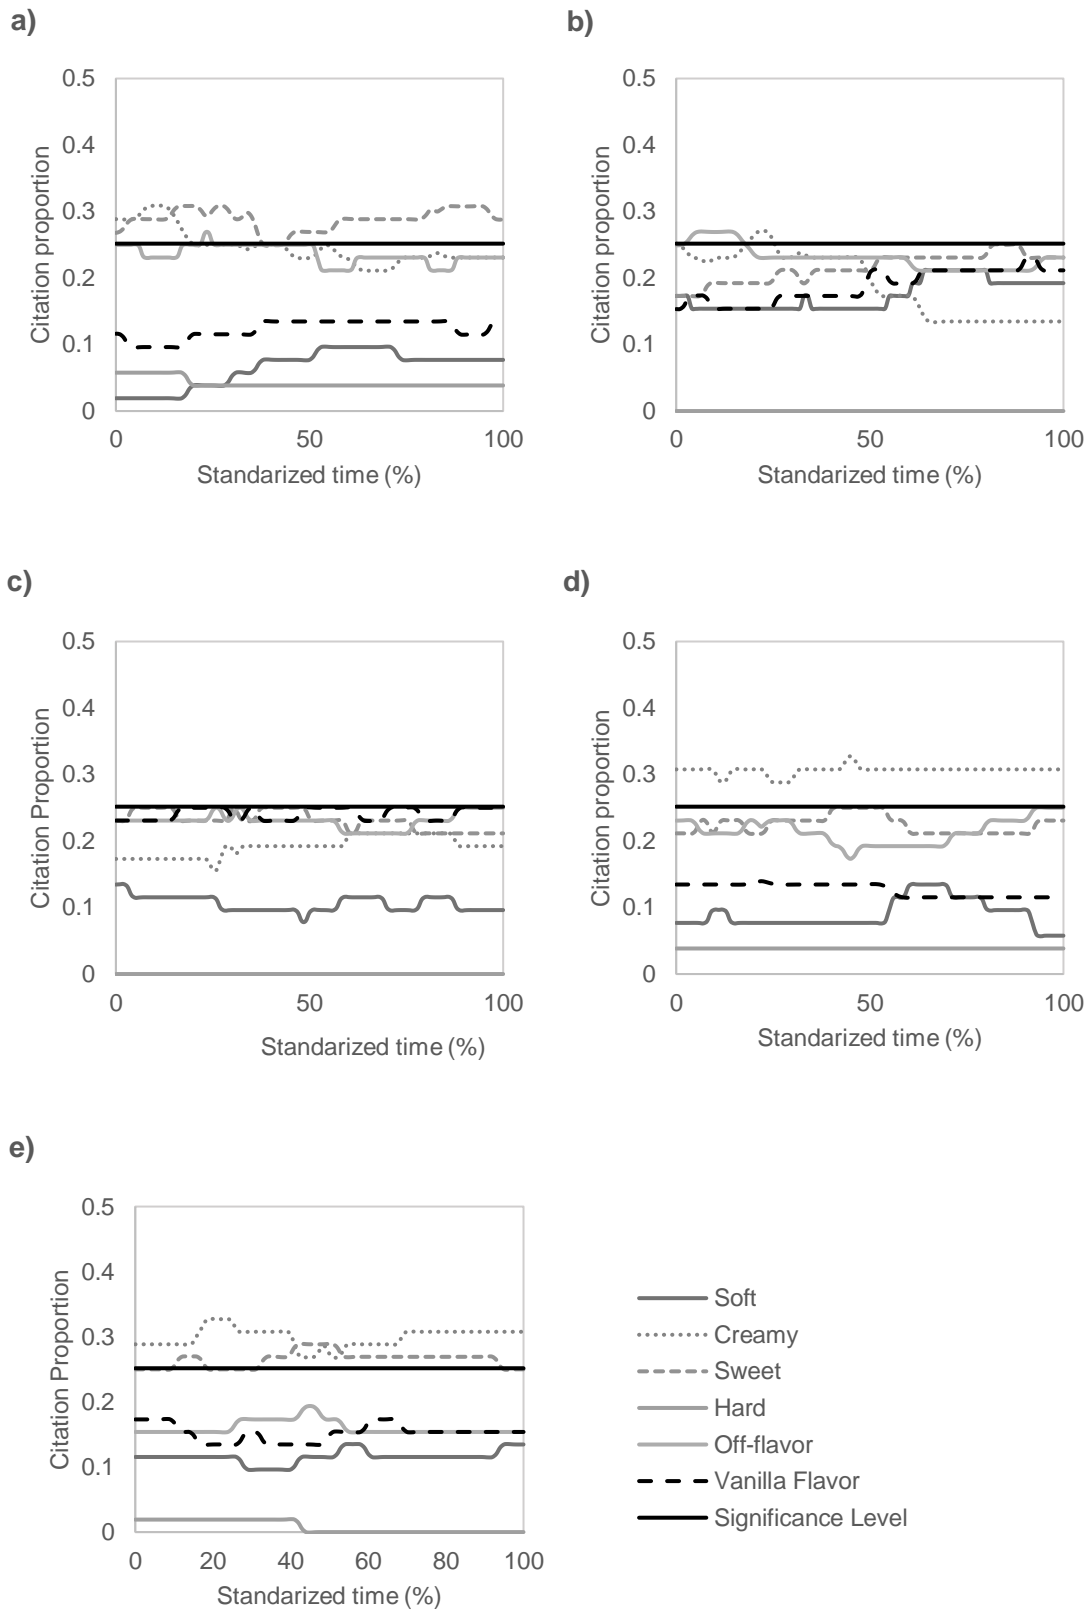 a)
0.5
0.4
0.3
0.2
0.1
0
Citation proportion
0 50 100
Standarized time (%)
b)
0.5
0.4
0.3
0.2
0.1
0
Citation proportion
0 50 100
Standarized time (%)
c)
0.5
0.4
0.3
0.2
0.1
0
Citation Proportion
0 50 100
Standarized time (%)
d)
0.5
0.4
0.3
0.2
0.1
0
Citation proportion
0 50 100
Standarized time (%)
e)
0.5
0.4
0.3
0.2
0.1
0
Citation Proportion
0 20 40 60 80 100
Standarized time (%)
Soft
Creamy
Sweet
Hard
Off-flavor
Vanilla Flavor
Significance Level